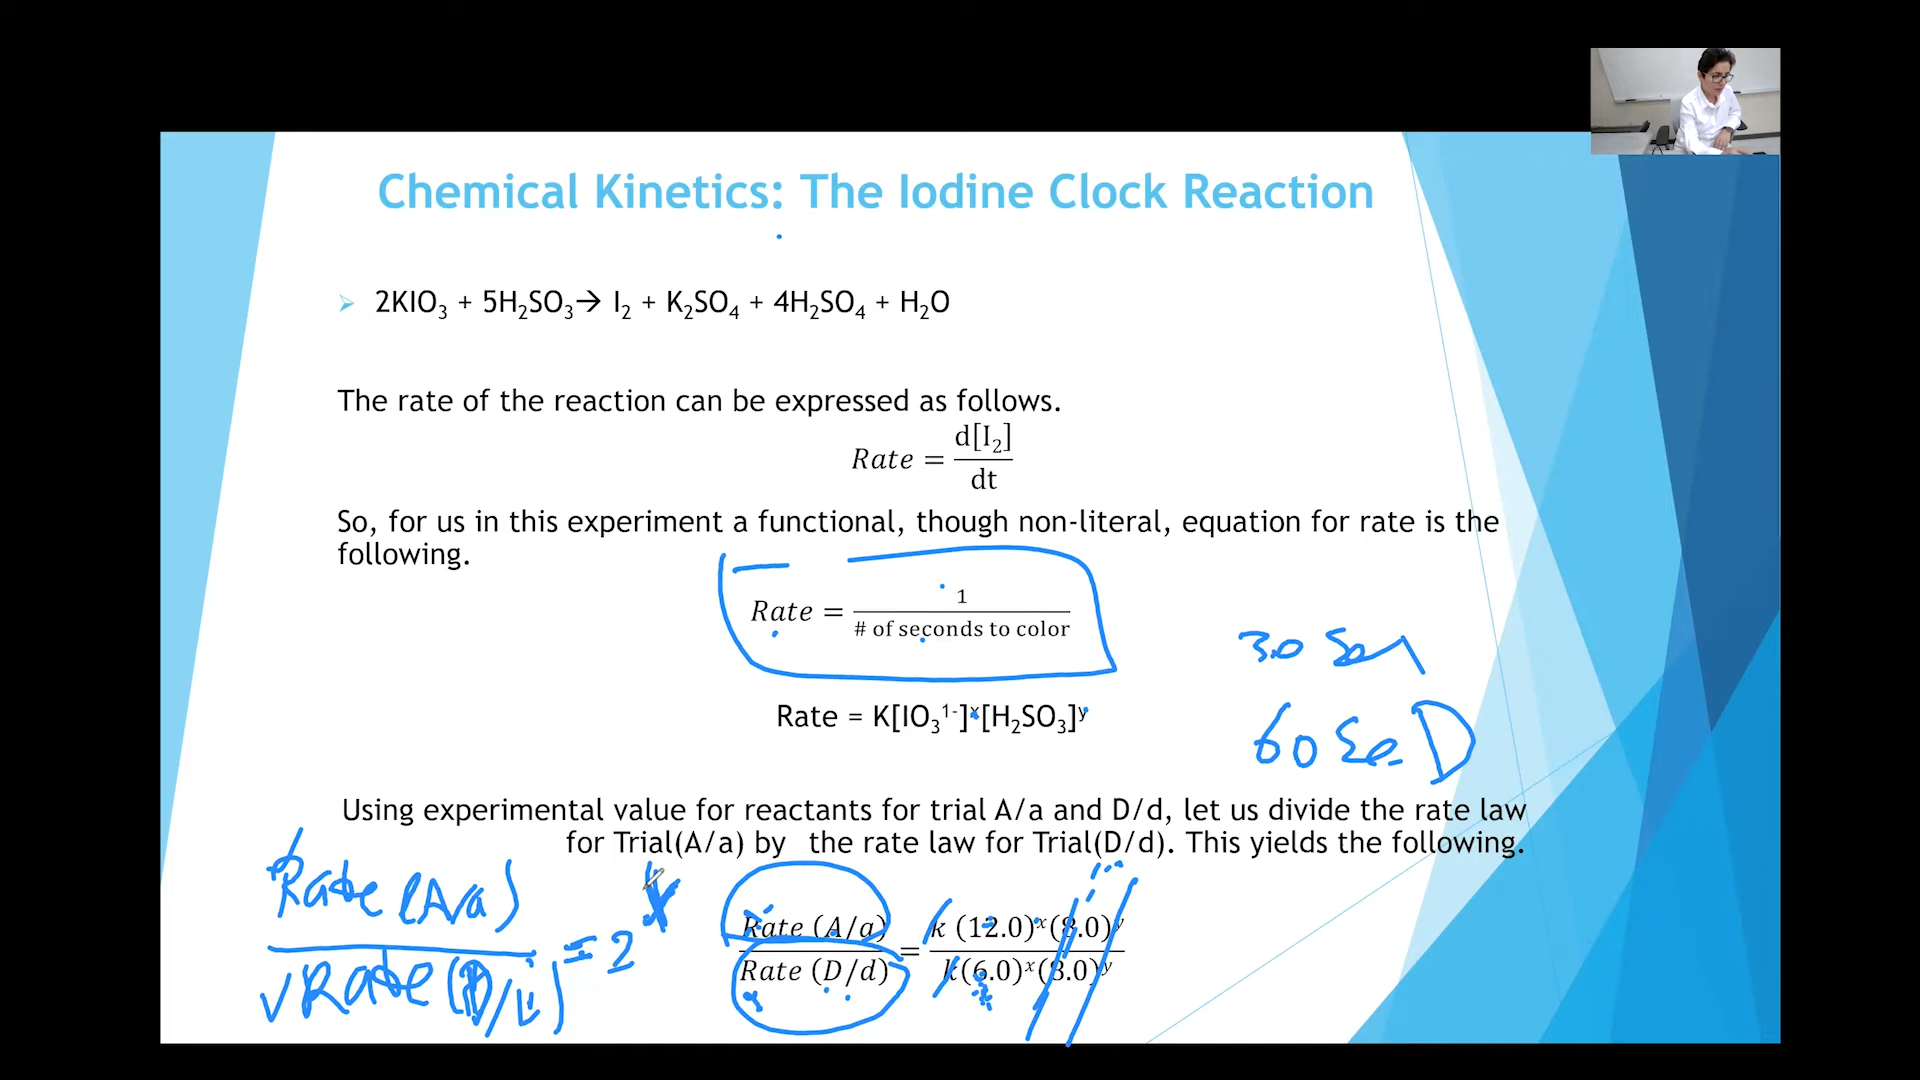 Chemical Kinetics: The Iodine Clock Reaction
2KIO₃ + 5H₂SO₃→ I₂ + K₂SO₄ + 4H₂SO₄ + H₂O
The rate of the reaction can be expressed as follows.
Rate = d[I₂]/dt
So, for us in this experiment a functional, though non-literal, equation for rate is the
following.
Rate = 1/# of seconds to color
30 Sec
Rate = K[IO₃¹⁻]ˣ[H₂SO₃]ʸ
60 Sec D
Using experimental value for reactants for trial A/a and D/d, let us divide the rate law
for Trial(A/a) by the rate law for Trial(D/d). This yields the following.
Rate (A/a) / Rate = 2ˣ
Rate (A/a) / Rate (D/d) = k (12.0)ˣ(8.0)ʸ / k(6.0)ˣ(8.0)ʸ